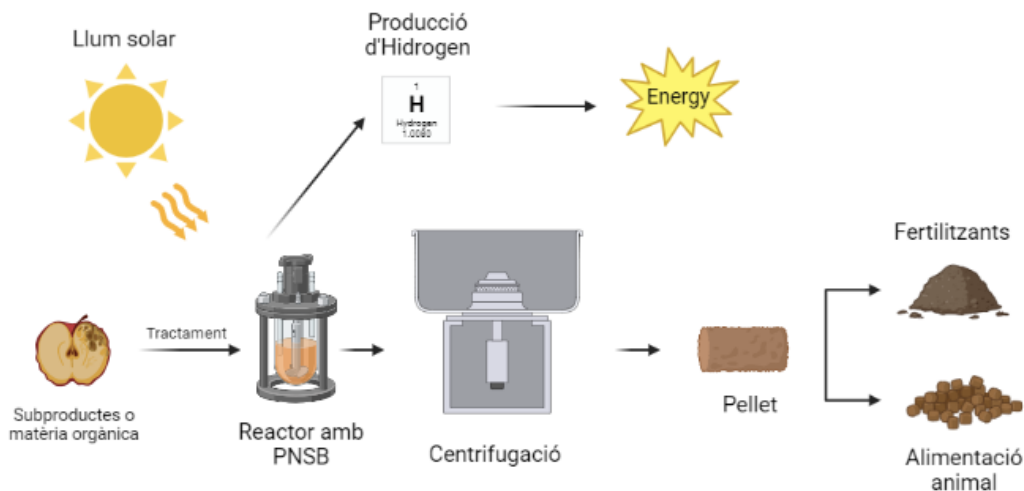 Llum solar
Producció
d'Hidrogen
1
H
Hydrogen
1.0080
Energy
Fertilitzants
Tractament
Subproductes o
matèria orgànica
Reactor amb
PNSB
Centrifugació
Pellet
Alimentació
animal